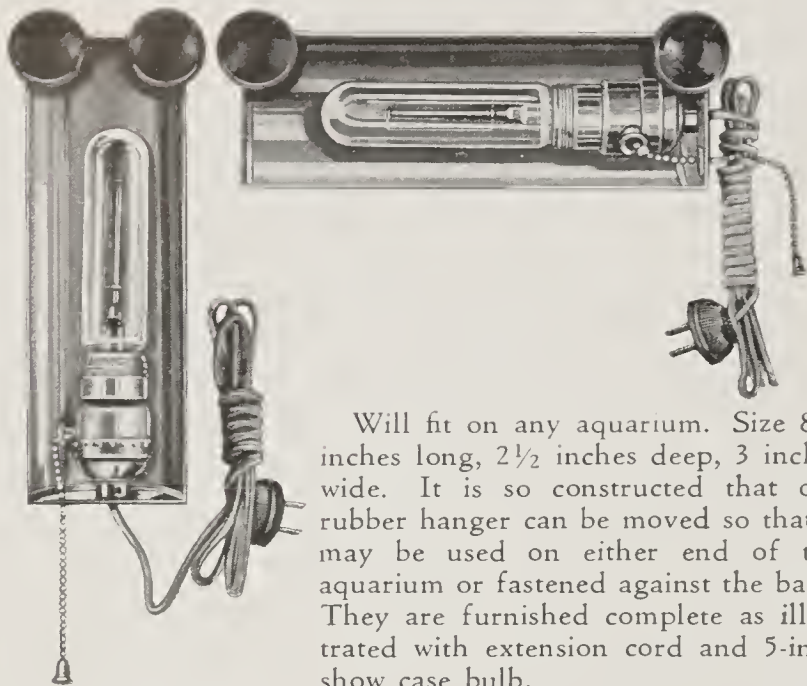 Will fit on any aquarium. Size 8
inches long, 2½ inches deep, 3
wide. It is so constructed that
rubber hanger can be moved so that
may be used on either end of
aquarium or fastened against the
They are furnished complete as
trated with extension cord and
show case bulb.